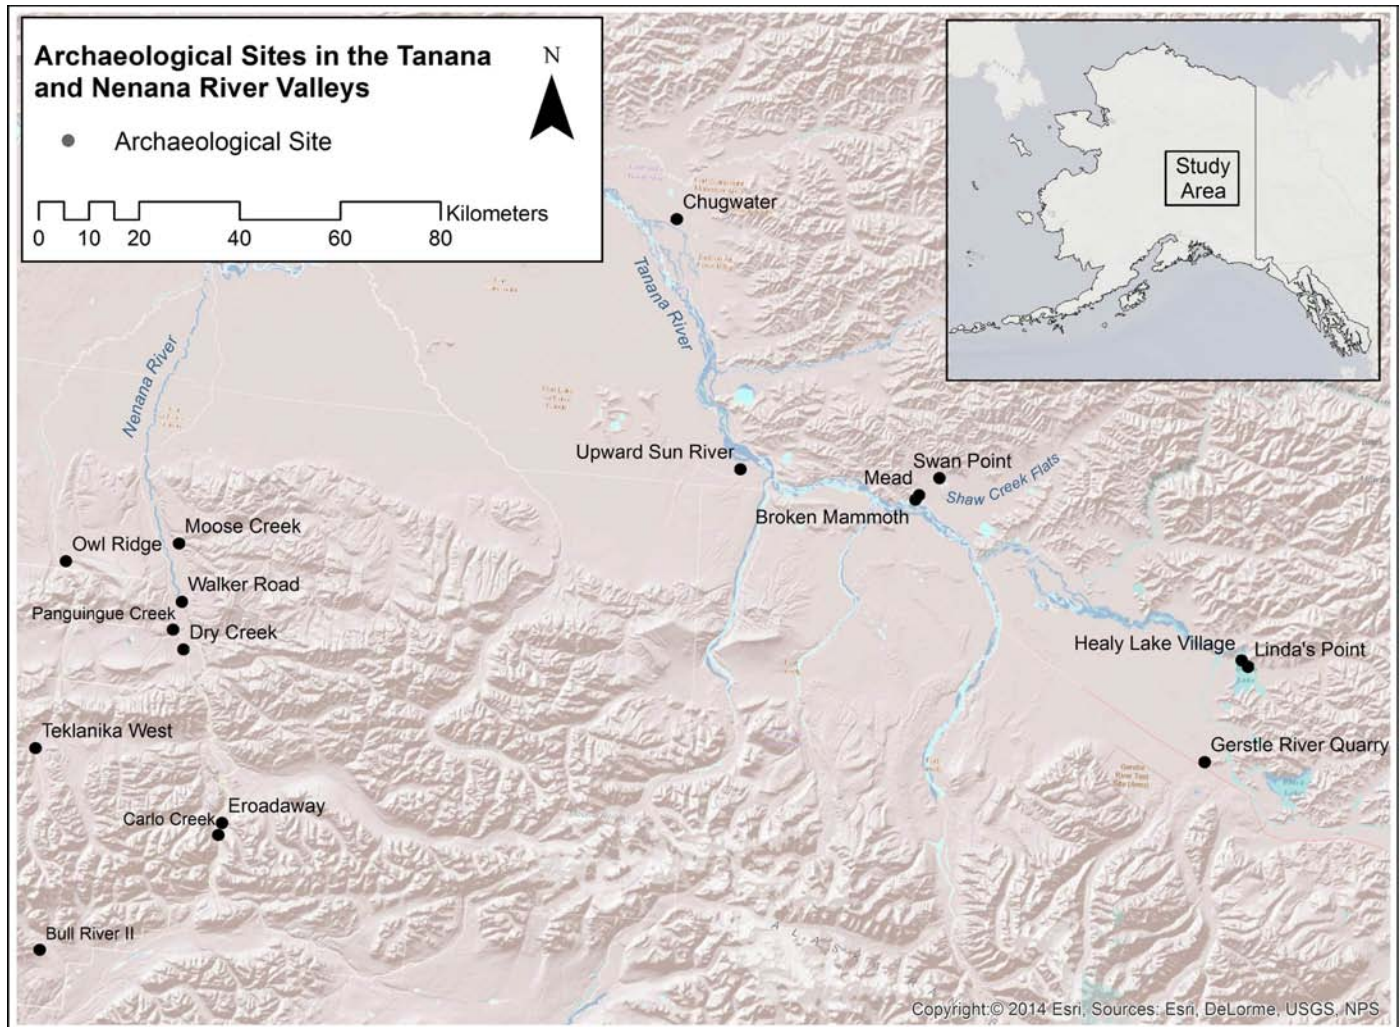 Archaeological Sites in the Tanana
and Nenana River Valleys
N
Archaeological Site
Kilometers
0 10 20 40 60 80
Study
Area
Chugwater
Tanana River
Nenana River
Upward Sun River
Swan Point
Mead
Shaw Creek Flats
Broken Mammoth
Moose Creek
Owl Ridge
Walker Road
Panguingue Creek
Dry Creek
Healy Lake Village
Linda's Point
Teklanika West
Gerstle River Quarry
Eroadaway
Carlo Creek
Bull River II
Copyright:© 2014 Esri, Sources: Esri, DeLorme, USGS, NPS